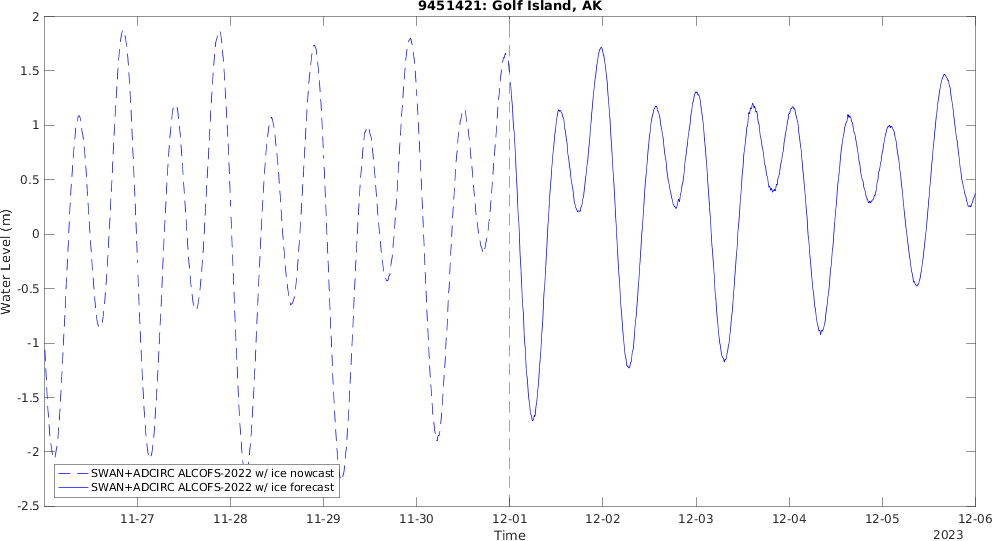 9451421: Golf Island, AK
Water Level (m)
2
1.5
1
0.5
0
-0.5
-1
-1.5
-2
-2.5
SWAN+ADCIRC ALCOFS-2022 w/ ice nowcast
SWAN+ADCIRC ALCOFS-2022 w/ ice forecast
11-27 11-28 11-29 11-30 12-01 12-02 12-03 12-04 12-05 12-06
Time
2023